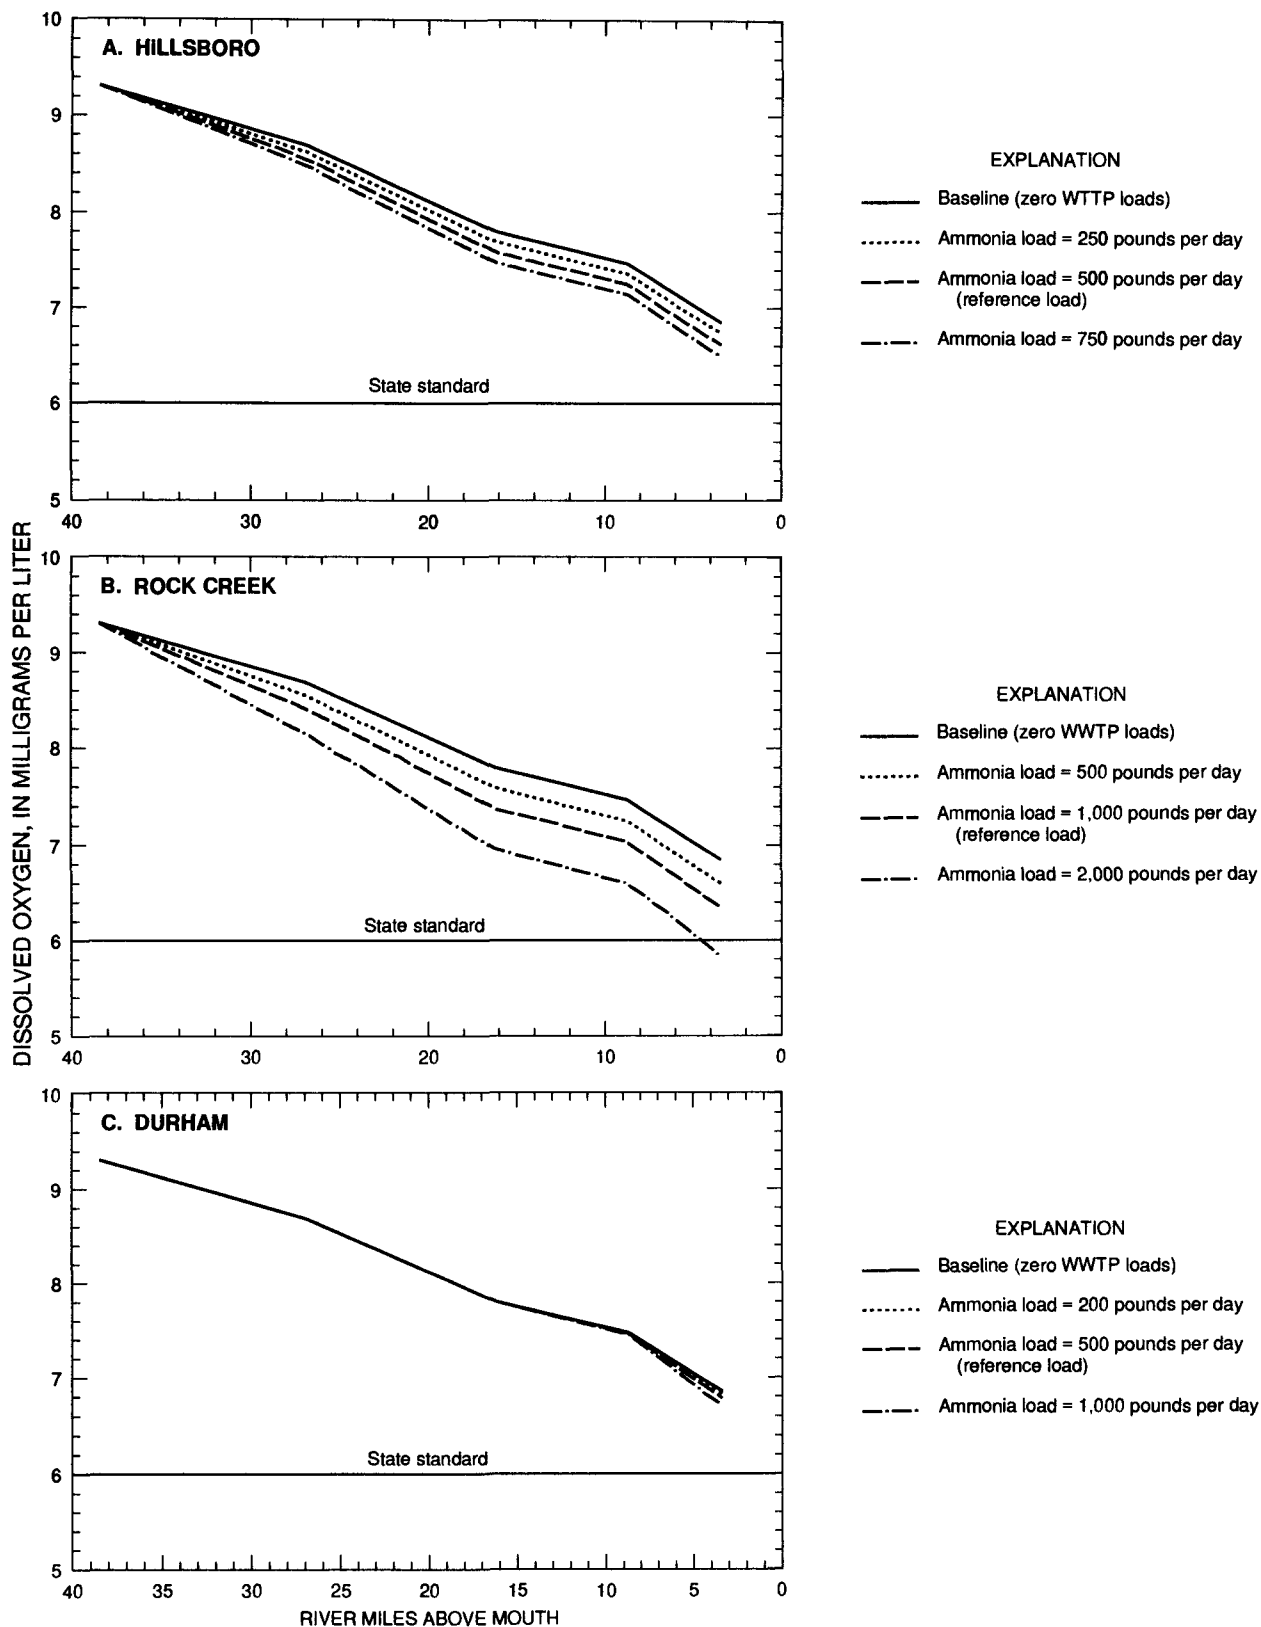 DISSOLVED OXYGEN, IN MILLIGRAMS PER LITER
A. HILLSBORO
10
9
8
7
6
5
State standard
40 30 20 10 0
EXPLANATION
Baseline (zero WTTP loads)
Ammonia load = 250 pounds per day
Ammonia load = 500 pounds per day
(reference load)
Ammonia load = 750 pounds per day
B. ROCK CREEK
10
9
8
7
6
5
State standard
40 30 20 10 0
EXPLANATION
Baseline (zero WWTP loads)
Ammonia load = 500 pounds per day
Ammonia load = 1,000 pounds per day
(reference load)
Ammonia load = 2,000 pounds per day
C. DURHAM
10
9
8
7
6
5
State standard
40 35 30 25 20 15 10 5 0
RIVER MILES ABOVE MOUTH
EXPLANATION
Baseline (zero WWTP loads)
Ammonia load = 200 pounds per day
Ammonia load = 500 pounds per day
(reference load)
Ammonia load = 1,000 pounds per day